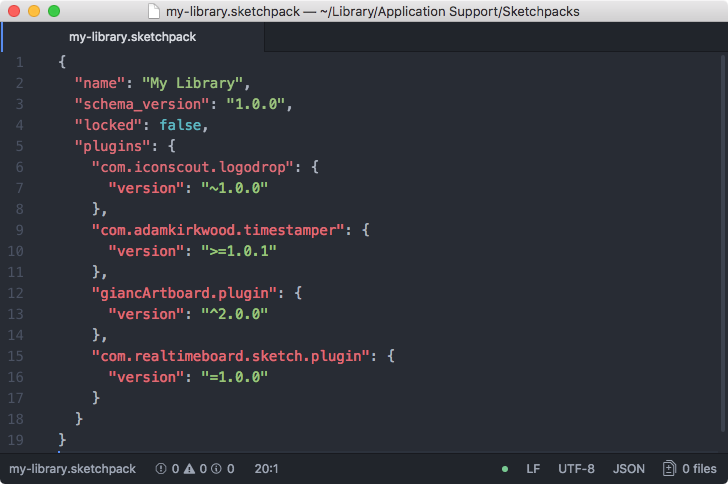 my-library.sketchpack — ~/Library/Application Support/Sketchpacks
my-library.sketchpack
1 {
2 "name": "My Library",
3 "schema_version": "1.0.0",
4 "locked": false,
5 "plugins": {
6 "com.iconscout.logodrop": {
7 "version": "~1.0.0"
8 },
9 "com.adamkirkwood.timestamper": {
10 "version": ">=1.0.1"
11 },
12 "giancArtboard.plugin": {
13 "version": "^2.0.0"
14 },
15 "com.realtimeboard.sketch.plugin": {
16 "version": "=1.0.0"
17 }
18 }
19 }
my-library.sketchpack 0 0 0 20:1 LF UTF-8 JSON 0 files